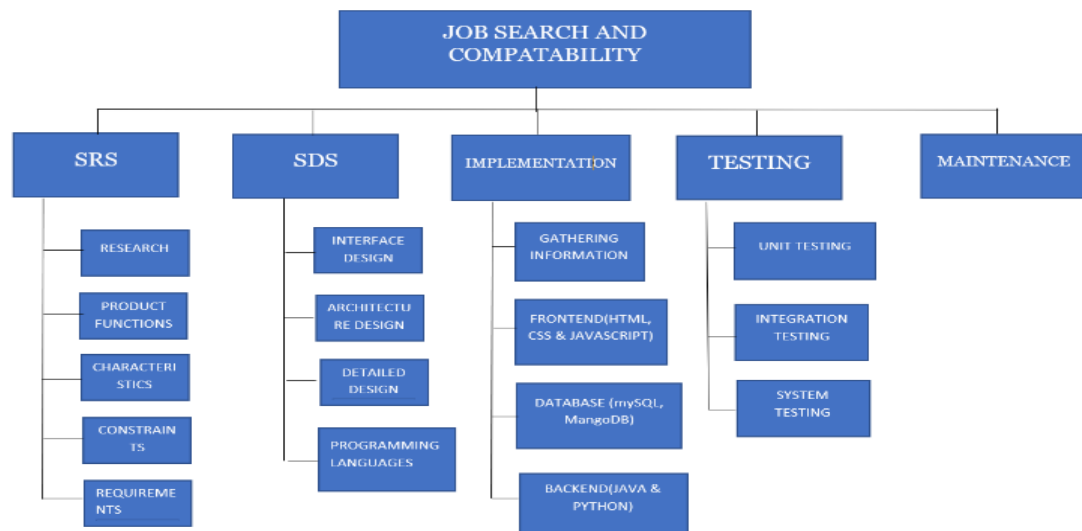 JOB SEARCH AND
COMPATABILITY
SRS
SDS
IMPLEMENTATION
TESTING
MAINTENANCE
RESEARCH
PRODUCT
FUNCTIONS
CHARACTERI
STICS
CONSTRAIN
TS
REQUIREME
NTS
INTERFACE
DESIGN
ARCHITECTU
RE DESIGN
DETAILED
DESIGN
PROGRAMMING
LANGUAGES
GATHERING
INFORMATION
FRONTEND(HTML,
CSS & JAVASCRIPT)
DATABASE (mySQL,
MangoDB)
BACKEND(JAVA &
PYTHON)
UNIT TESTING
INTEGRATION
TESTING
SYSTEM
TESTING